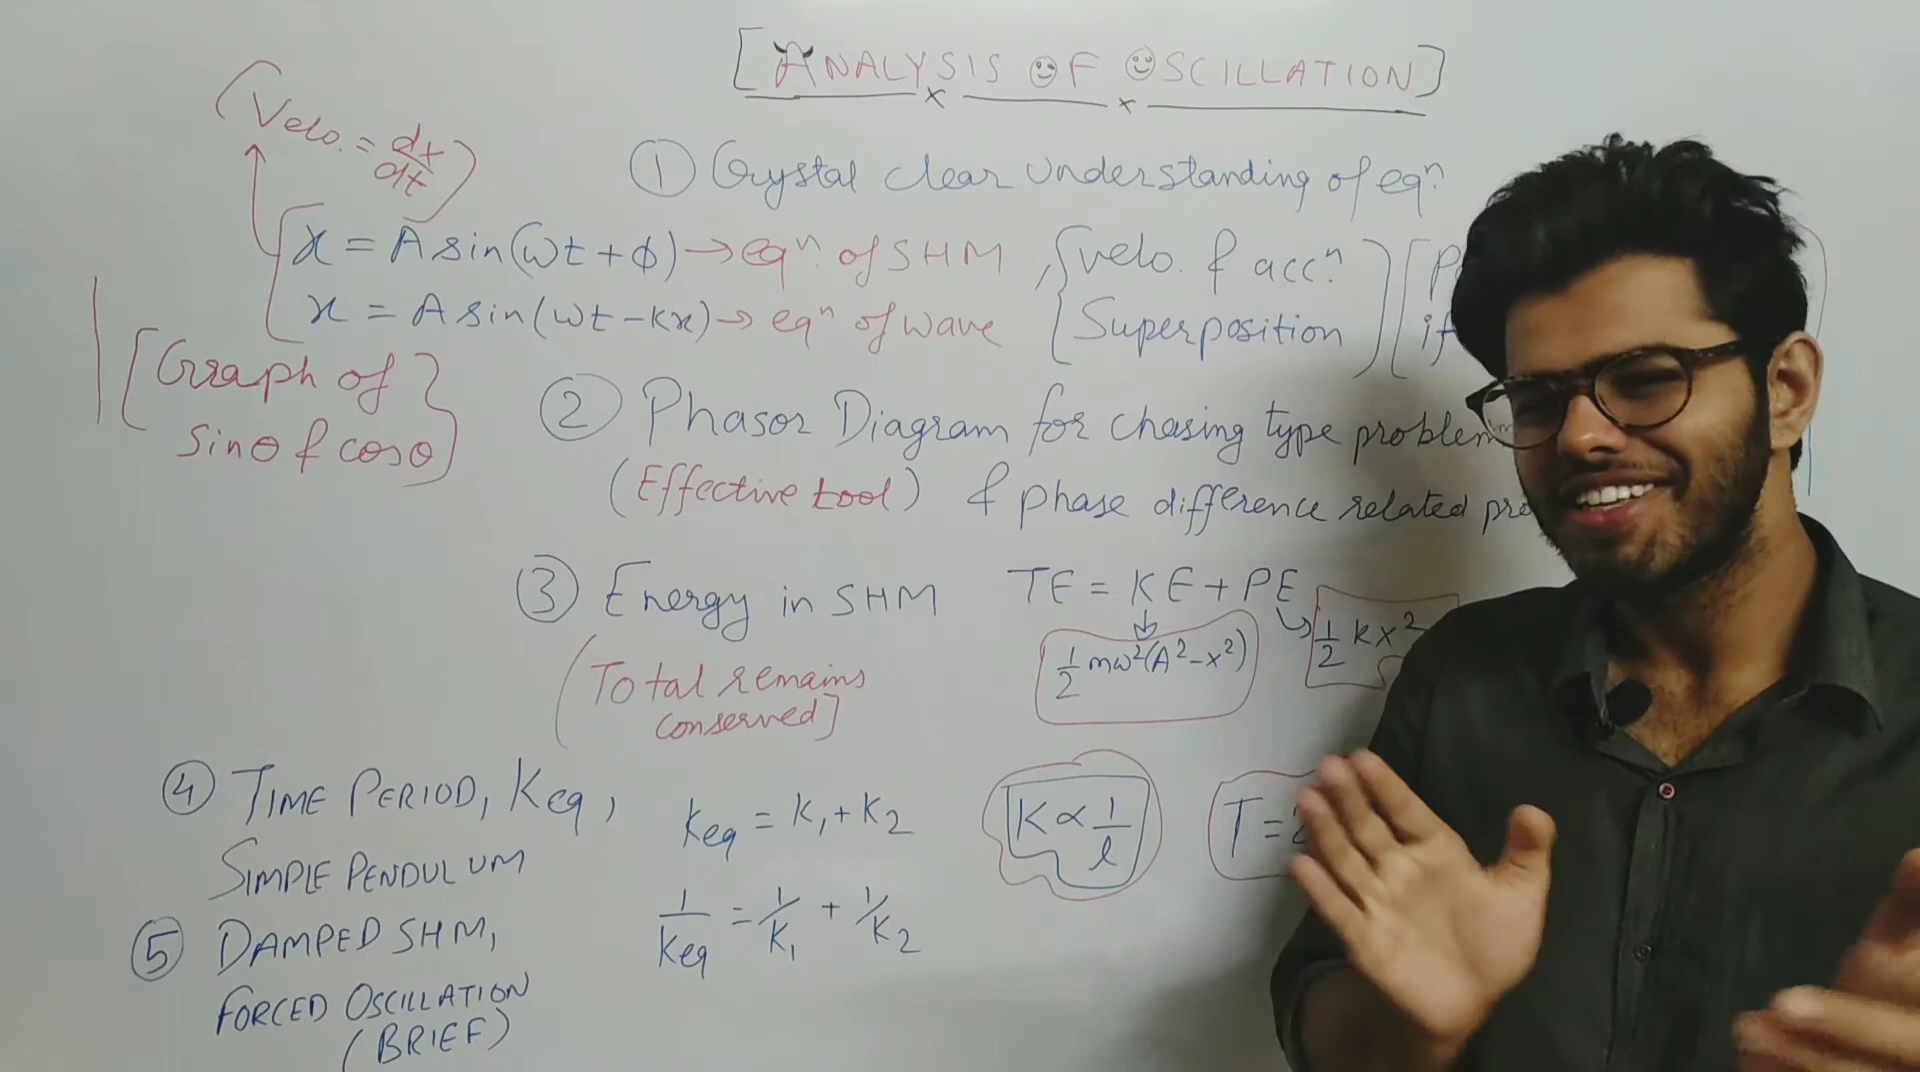 [ANALYSIS OF OSCILLATION]
(Velo. = dx/dt)
① Crystal clear understanding of eqⁿ.
x = A sin(ωt + ϕ) → eqⁿ. of SHM, {velo. & accⁿ.
x = A sin(ωt - kx) → eqⁿ of wave {Superposition
if
[Graph of
sinθ & cosθ]
② Phasor Diagram for chasing type problem
(Effective tool) & phase difference related
③ Energy in SHM TE = KE + PE
1/2 mω²(A² - x²) 1/2 kx²
(Total remains
conserved]
④ TIME PERIOD, Keq,
SIMPLE PENDULUM
Keq = K₁ + K₂
K ∝ 1/l
T =
1/Keq = 1/K₁ + 1/K₂
⑤ DAMPED SHM,
FORCED OSCILLATION
(BRIEF)